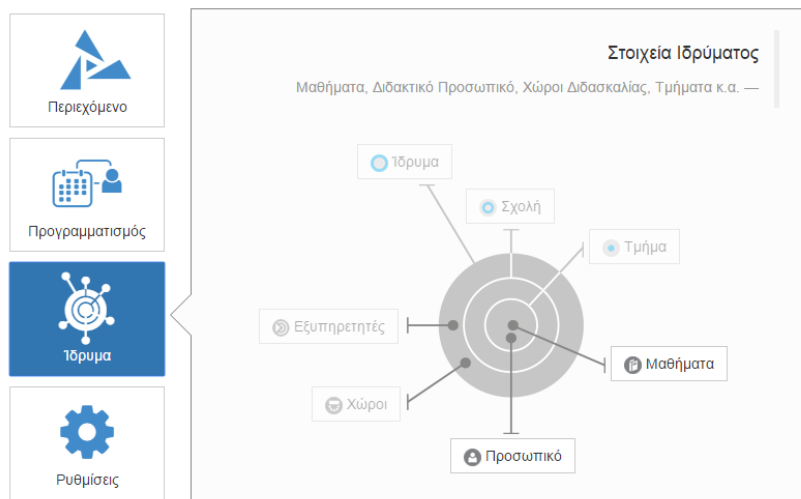 Περιεχόμενο
Προγραμματισμός
Ίδρυμα
Ρυθμίσεις
Στοιχεία Ιδρύματος
Μαθήματα, Διδακτικό Προσωπικό, Χώροι Διδασκαλίας, Τμήματα κ.α. —
Ίδρυμα
Σχολή
Τμήμα
Εξυπηρετητές
Μαθήματα
Χώροι
Προσωπικό